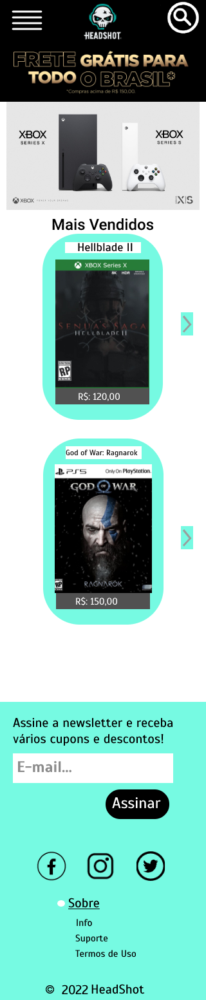 HEADSHOT
FRETE GRÁTIS PARA
TODO O BRASIL*
*Compras acima de R$ 150,00.
XBOX
SERIES X
XBOX
SERIES S
XBOX POWER YOUR DREAMS
SERIES X|S
Mais Vendidos
Hellblade II
XBOX Series X
8K HDR
SENUA'S SAGA
HELLBLADE II
RP
ESRB
R$: 120,00
God of War: Ragnarok
PS5 Only On PlayStation.
GOD OF WAR
RAGNARÖK
RP
R$: 150,00
Assine a newsletter e receba
vários cupons e descontos!
E-mail...
Assinar
Sobre
Info
Suporte
Termos de Uso
© 2022 HeadShot